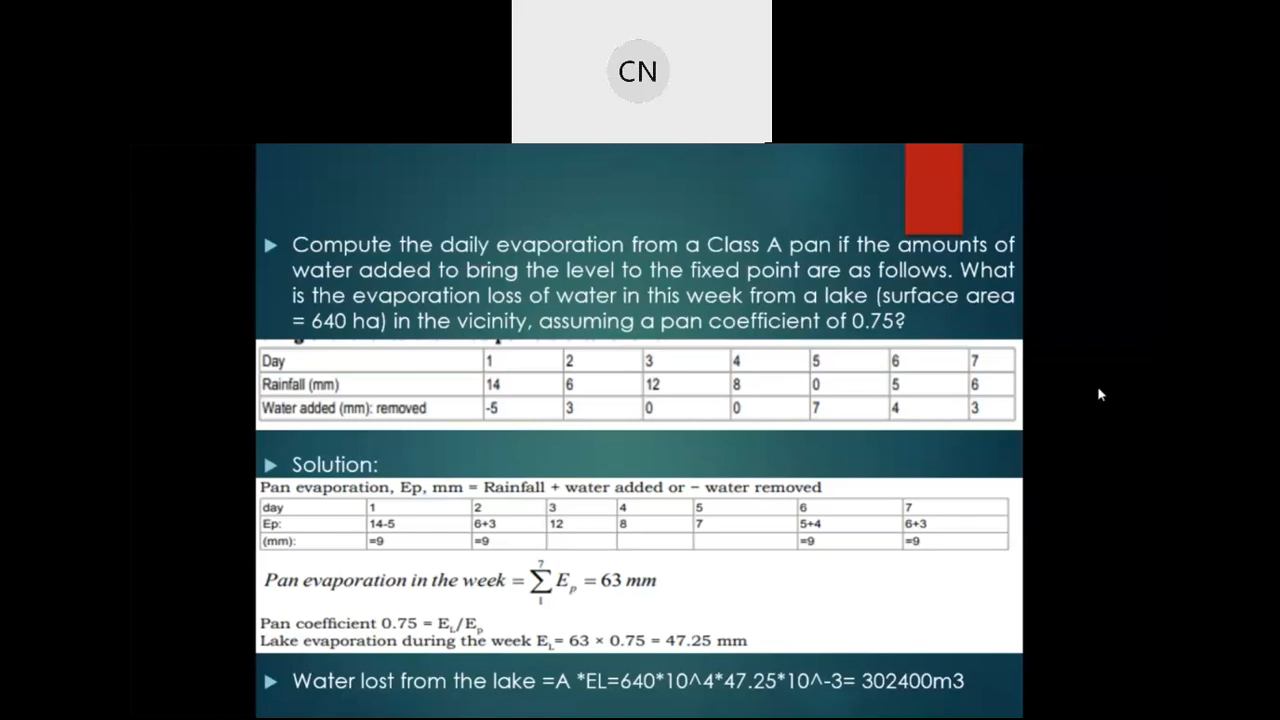 CN
Compute the daily evaporation from a Class A pan if the amounts of
water added to bring the level to the fixed point are as follows. What
is the evaporation loss of water in this week from a lake (surface area
= 640 ha) in the vicinity, assuming a pan coefficient of 0.75?
Day 1 2 3 4 5 6 7
Rainfall (mm) 14 6 12 8 0 5 6
Water added (mm): removed -5 3 0 0 7 4 3
Solution:
Pan evaporation, Ep, mm = Rainfall + water added or − water removed
day 1 2 3 4 5 6 7
Ep: 14-5 6+3 12 8 7 5+4 6+3
(mm): =9 =9 =9 =9
Pan evaporation in the week = ∑₁⁷ Eₚ = 63 mm
Pan coefficient 0.75 = E_L/E_p
Lake evaporation during the week E_L= 63 × 0.75 = 47.25 mm
Water lost from the lake =A *EL=640*10^4*47.25*10^-3= 302400m3